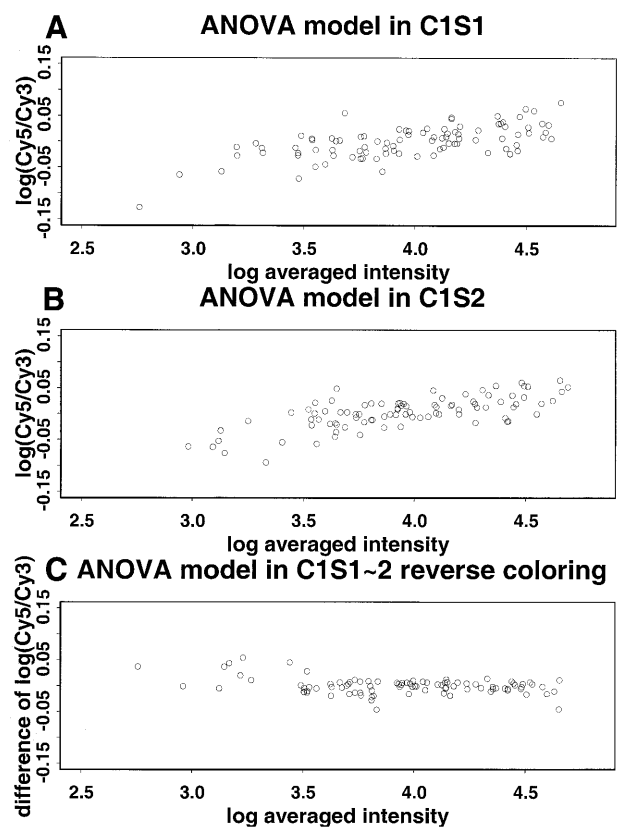 A ANOVA model in C1S1
log(Cy5/Cy3)
0.15
0.05
-0.05
-0.15
2.5 3.0 3.5 4.0 4.5
log averaged intensity
B ANOVA model in C1S2
log(Cy5/Cy3)
0.15
0.05
-0.05
-0.15
2.5 3.0 3.5 4.0 4.5
log averaged intensity
C ANOVA model in C1S1~2 reverse coloring
difference of log(Cy5/Cy3)
0.15
0.05
-0.05
-0.15
2.5 3.0 3.5 4.0 4.5
log averaged intensity